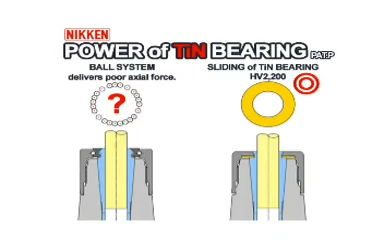 NIKKEN
POWER of TiN BEARING PAT.P
BALL SYSTEM
delivers poor axial force.
SLIDING of TiN BEARING
HV2,200
?